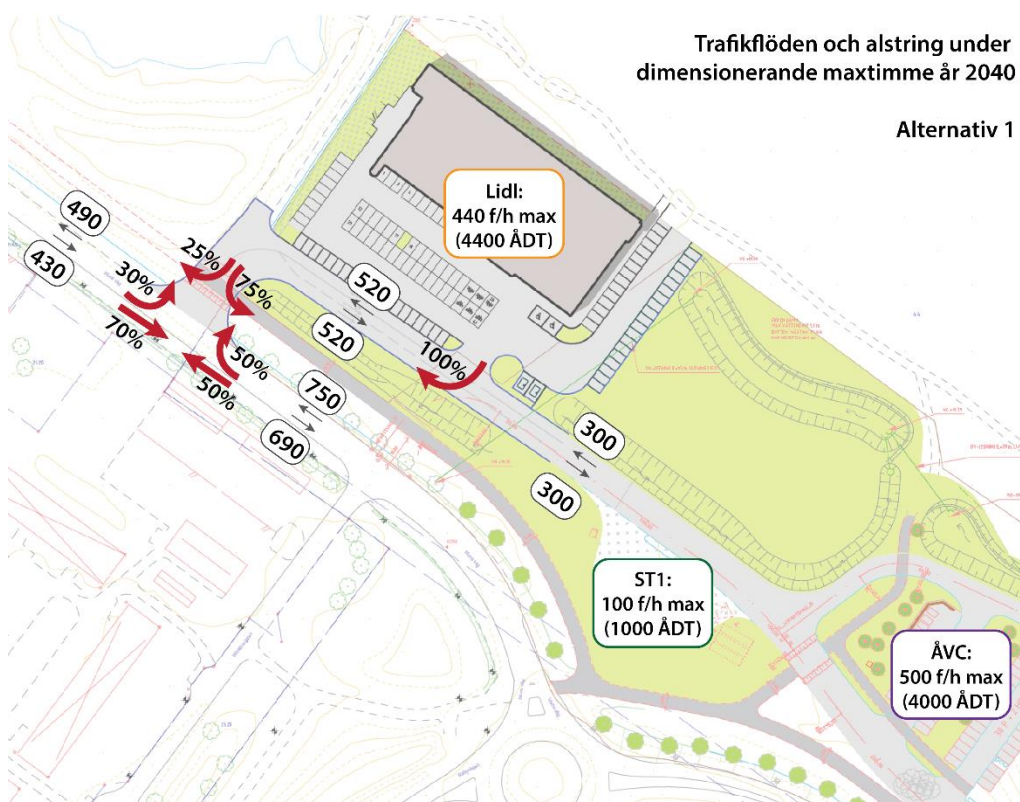 Trafikflöden och alstring under
dimensionerande maxtimme år 2040
Alternativ 1
Lidl:
440 f/h max
(4400 ÅDT)
490
430
25%
30%
75%
70%
520
520
100%
50%
50%
750
690
300
300
ST1:
100 f/h max
(1000 ÅDT)
ÅVC:
500 f/h max
(4000 ÅDT)